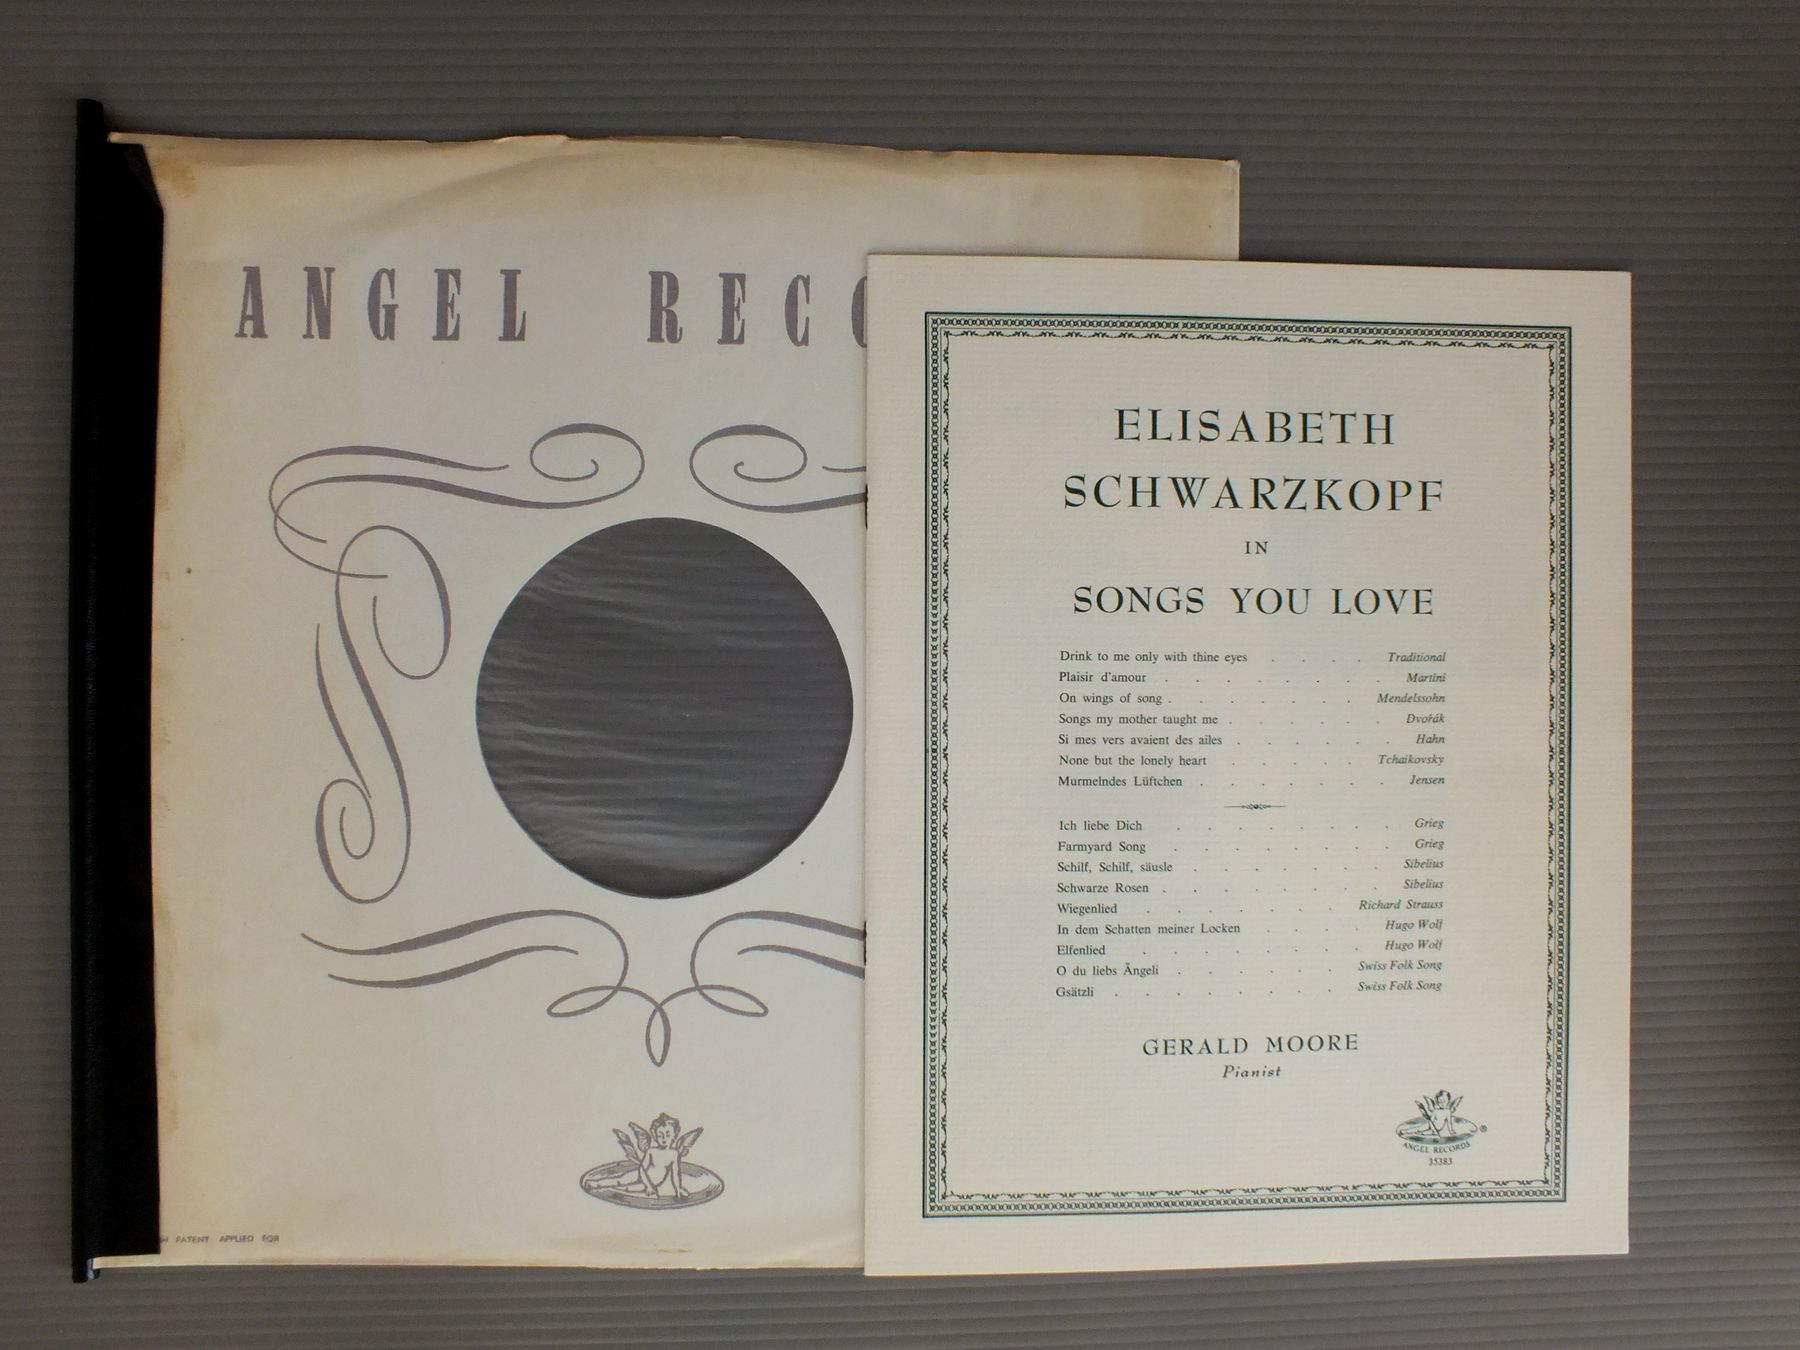 ANGEL RECO
PATENT APPLIED FOR
ELISABETH
SCHWARZKOPF
IN
SONGS YOU LOVE
Drink to me only with thine eyes . . . . Traditional
Plaisir d'amour . . . . . . . Martini
On wings of song . . . . . . . Mendelssohn
Songs my mother taught me . . . . . . Dvořák
Si mes vers avaient des ailes . . . . . . Hahn
None but the lonely heart . . . . . Tchaikovsky
Murmelndes Lüftchen . . . . . . . Jensen
Ich liebe Dich . . . . . . . . Grieg
Farmyard Song . . . . . . . . Grieg
Schilf, Schilf, säusle . . . . . . . Sibelius
Schwarze Rosen . . . . . . . . Sibelius
Wiegenlied . . . . . . . Richard Strauss
In dem Schatten meiner Locken . . . . Hugo Wolf
Elfenlied . . . . . . . . Hugo Wolf
O du liebs Ängeli . . . . . . Swiss Folk Song
Gsätzli . . . . . . . . Swiss Folk Song
GERALD MOORE
Pianist
ANGEL RECORDS ®
35383